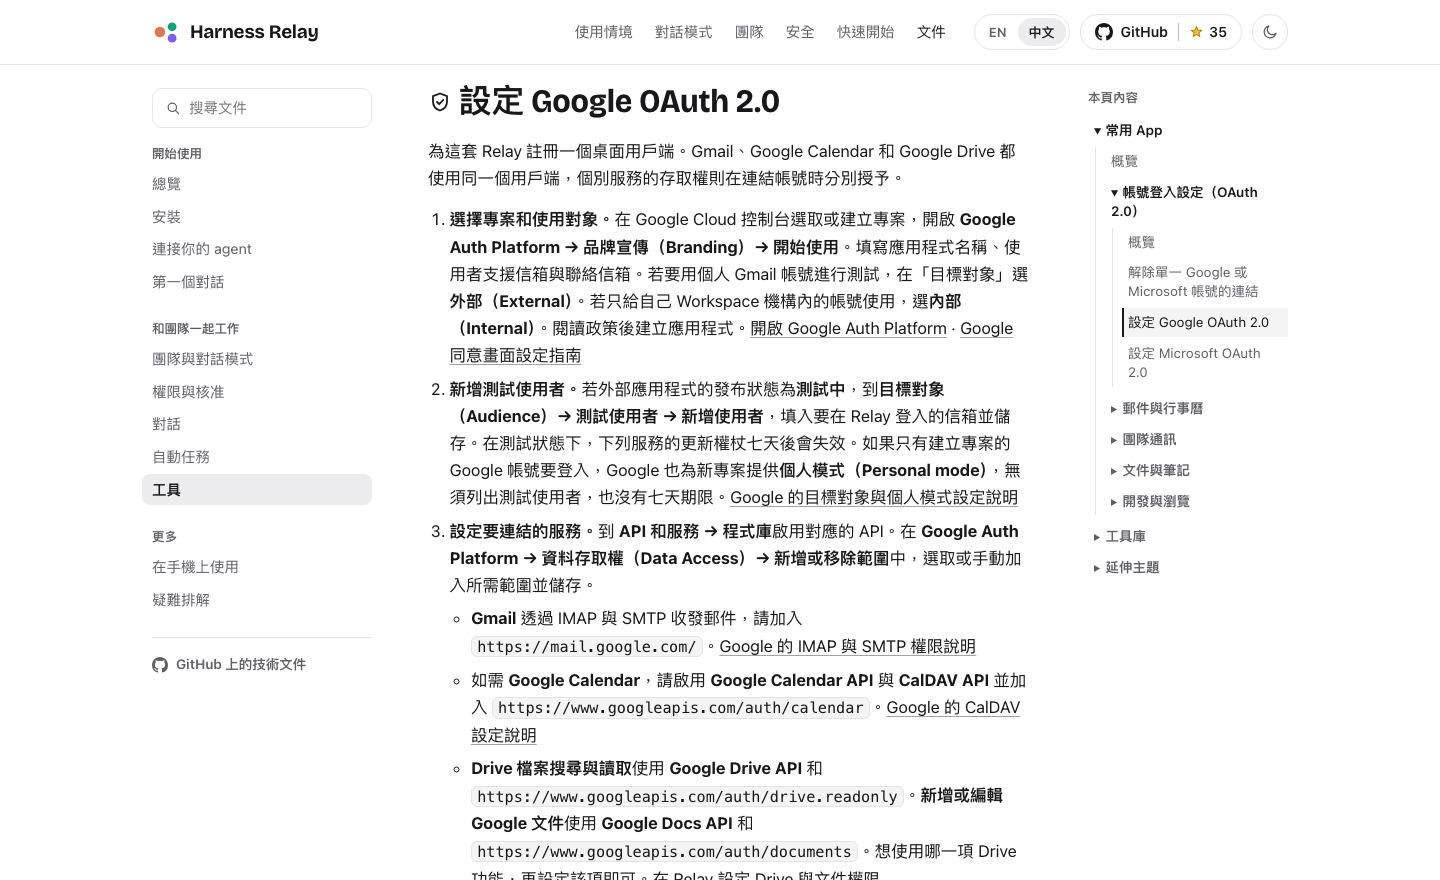 Harness Relay
使用情境
對話模式
團隊
安全
快速開始
文件
EN
中文
GitHub
35
搜尋文件
開始使用
總覽
安裝
連接你的 agent
第一個對話
和團隊一起工作
團隊與對話模式
權限與核准
對話
自動任務
工具
更多
在手機上使用
疑難排解
GitHub 上的技術文件
設定 Google OAuth 2.0
為這套 Relay 註冊一個桌面用戶端。Gmail、Google Calendar 和 Google Drive 都
使用同一個用戶端，個別服務的存取權則在連結帳號時分別授予。
1. 選擇專案和使用對象。在 Google Cloud 控制台選取或建立專案，開啟 Google
Auth Platform → 品牌宣傳（Branding）→ 開始使用。填寫應用程式名稱、使
用者支援信箱與聯絡信箱。若要用個人 Gmail 帳號進行測試，在「目標對象」選
外部（External）。若只給自己 Workspace 機構內的帳號使用，選內部
（Internal）。閱讀政策後建立應用程式。開啟 Google Auth Platform · Google
同意畫面設定指南
2. 新增測試使用者。若外部應用程式的發布狀態為測試中，到目標對象
（Audience）→ 測試使用者 → 新增使用者，填入要在 Relay 登入的信箱並儲
存。在測試狀態下，下列服務的更新權杖七天後會失效。如果只有建立專案的
Google 帳號要登入，Google 也為新專案提供個人模式（Personal mode），無
須列出測試使用者，也沒有七天期限。Google 的目標對象與個人模式設定說明
3. 設定要連結的服務。到 API 和服務 → 程式庫啟用對應的 API。在 Google Auth
Platform → 資料存取權（Data Access）→ 新增或移除範圍中，選取或手動加
入所需範圍並儲存。
Gmail 透過 IMAP 與 SMTP 收發郵件，請加入
https://mail.google.com/ 。Google 的 IMAP 與 SMTP 權限說明
如需 Google Calendar，請啟用 Google Calendar API 與 CalDAV API 並加
入 https://www.googleapis.com/auth/calendar 。Google 的 CalDAV
設定說明
Drive 檔案搜尋與讀取使用 Google Drive API 和
https://www.googleapis.com/auth/drive.readonly 。新增或編輯
Google 文件使用 Google Docs API 和
https://www.googleapis.com/auth/documents 。想使用哪一項 Drive
功能，再設定該項即可。在 Relay 設定 Drive 與文件權限
本頁內容
▾ 常用 App
概覽
▾ 帳號登入設定（OAuth
2.0）
概覽
解除單一 Google 或
Microsoft 帳號的連結
設定 Google OAuth 2.0
設定 Microsoft OAuth
2.0
▸ 郵件與行事曆
▸ 團隊通訊
▸ 文件與筆記
▸ 開發與瀏覽
▸ 工具庫
▸ 延伸主題